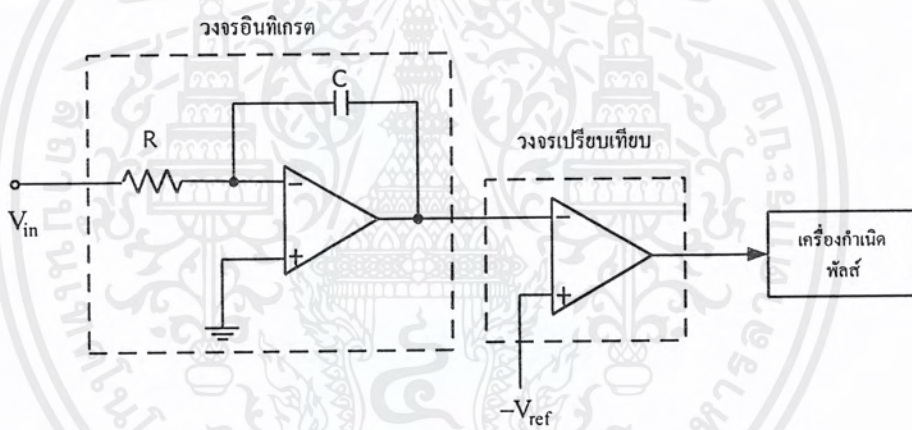 วงจรอินทิเกรต
C
R
วงจรเปรียบเทียบ
−
−
V_in
เครื่องกำเนิด
พัลส์
+
+
−V_ref